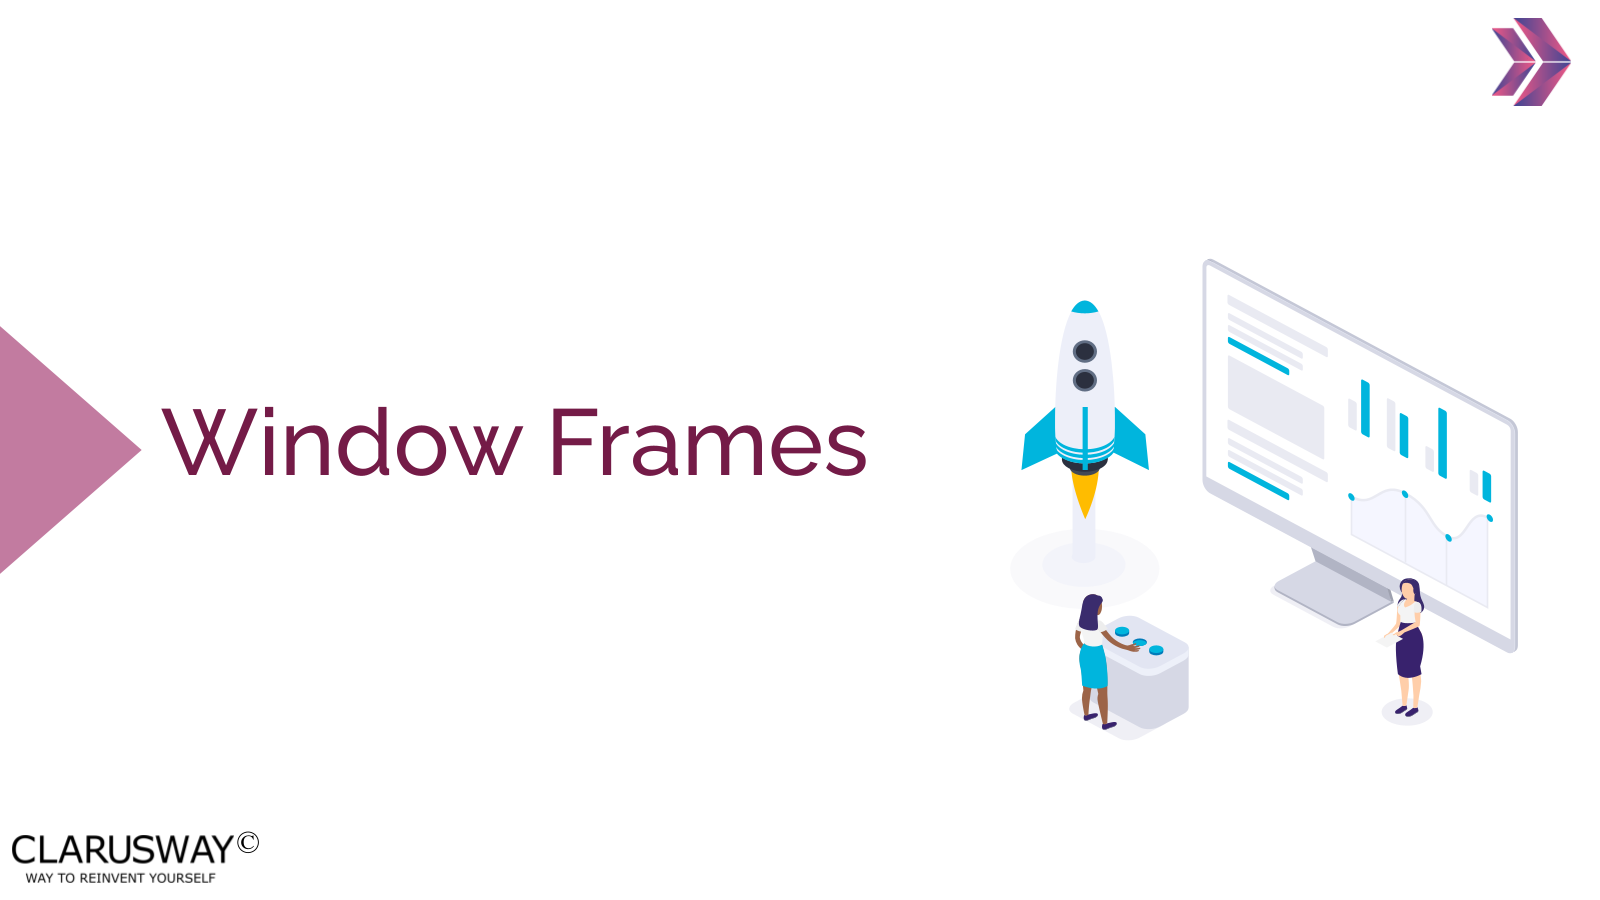 Window Frames
CLARUSWAY©
WAY TO REINVENT YOURSELF